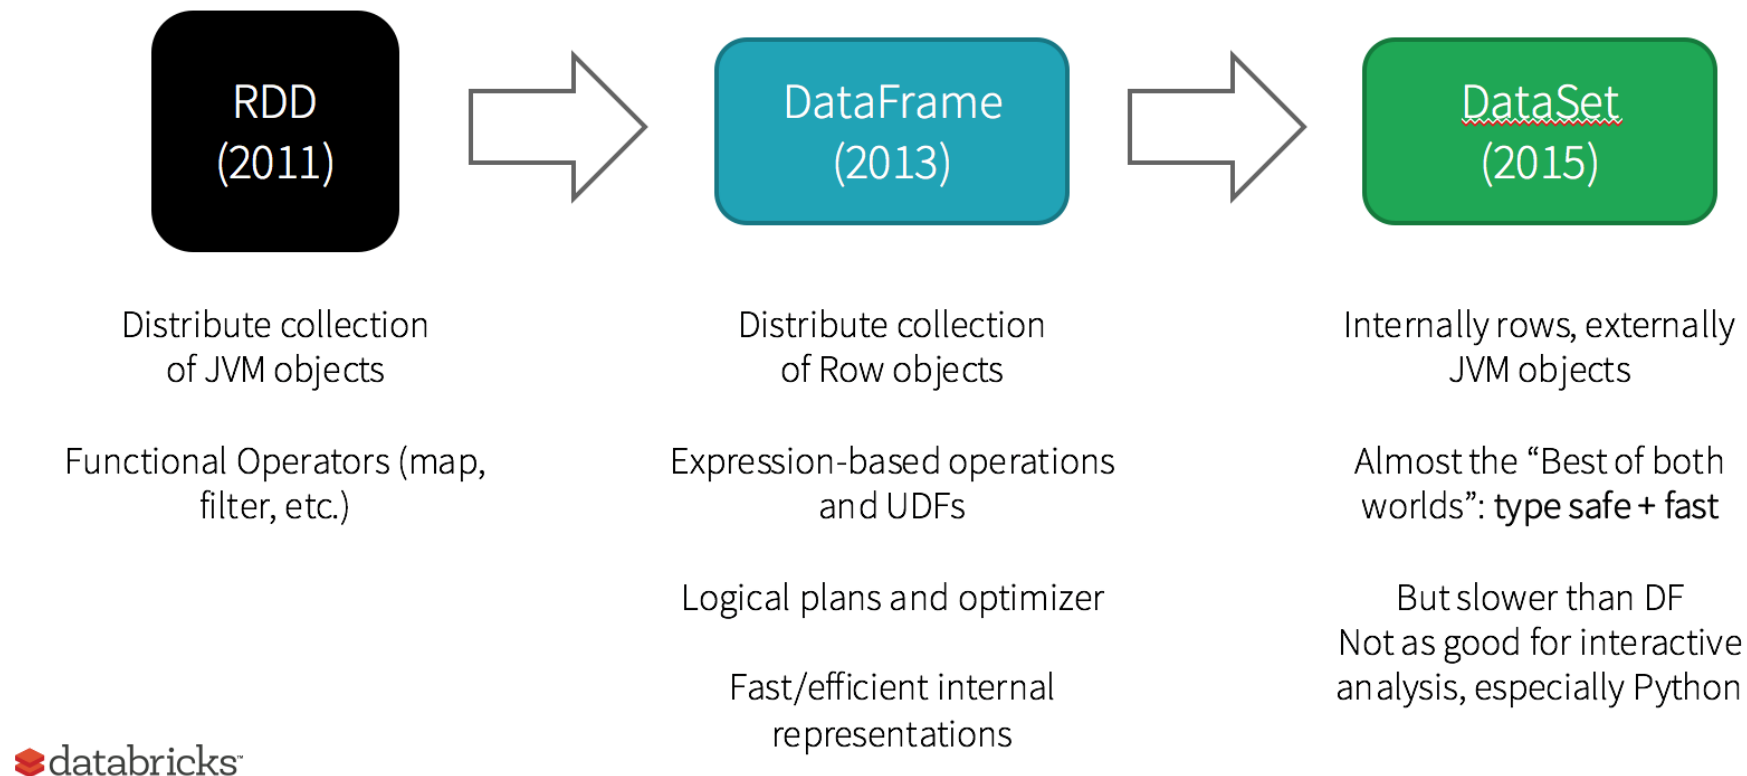 RDD
(2011)
DataFrame
(2013)
DataSet
(2015)
Distribute collection
of JVM objects
Functional Operators (map,
filter, etc.)
Distribute collection
of Row objects
Expression-based operations
and UDFs
Logical plans and optimizer
Fast/efficient internal
representations
Internally rows, externally
JVM objects
Almost the “Best of both
worlds”: type safe + fast
But slower than DF
Not as good for interactive
analysis, especially Python
databricks™